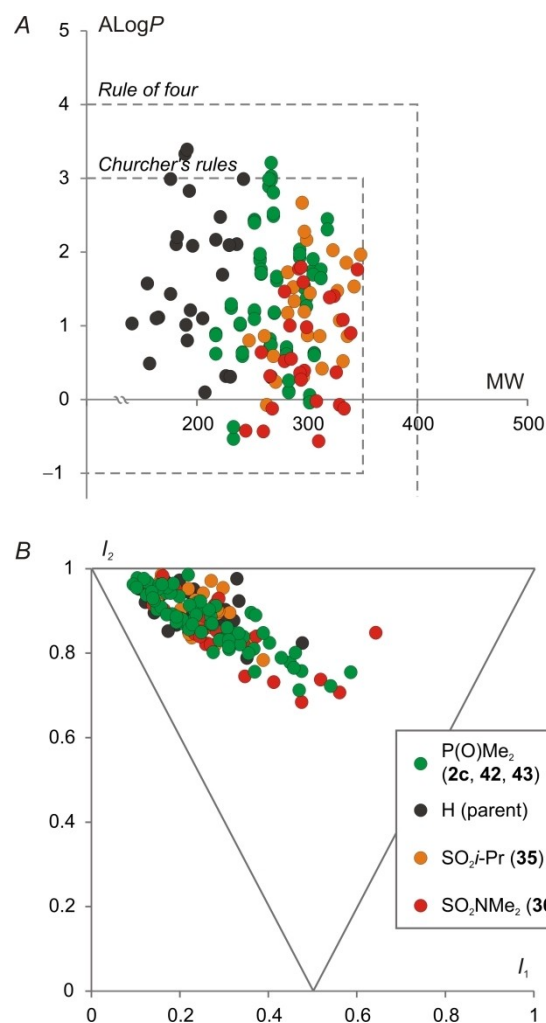 A
ALogP
5
Rule of four
4
Churcher's rules
3
2
1
MW
0
200
300
400
500
–1
B
I₂
1
0.8
0.6
0.4
0.2
0
P(O)Me₂
(2c, 42, 43)
H (parent)
SO₂i-Pr (35)
SO₂NMe₂
I₁
0
0.2
0.4
0.6
0.8
1